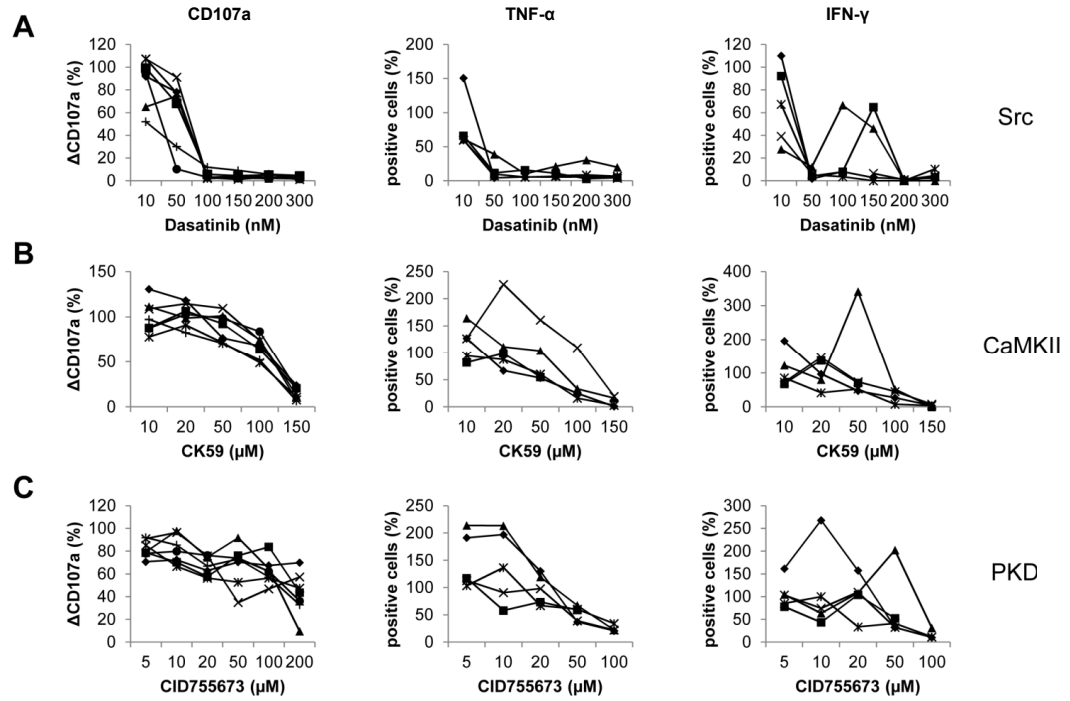 CD107a TNF-α IFN-γ
A
ΔCD107a (%)
120
100
80
60
40
20
0
10 50 100 150 200 300
Dasatinib (nM)
positive cells (%)
200
150
100
50
0
10 50 100 150 200 300
Dasatinib (nM)
positive cells (%)
120
100
80
60
40
20
0
10 50 100 150 200 300
Dasatinib (nM)
Src
B
ΔCD107a (%)
150
100
50
0
10 20 50 100 150
CK59 (µM)
positive cells (%)
250
200
150
100
50
0
10 20 50 100 150
CK59 (µM)
positive cells (%)
400
300
200
100
0
10 20 50 100 150
CK59 (µM)
CaMKII
C
ΔCD107a (%)
120
100
80
60
40
20
0
5 10 20 50 100 200
CID755673 (µM)
positive cells (%)
250
200
150
100
50
0
5 10 20 50 100
CID755673 (µM)
positive cells (%)
300
250
200
150
100
50
0
5 10 20 50 100
CID755673 (µM)
PKD